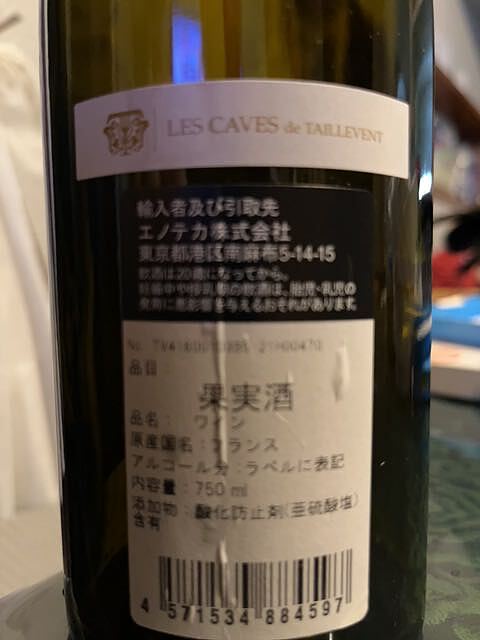 LES CAVES de TAILLEVENT
輸入者及び引取先
エノテカ株式会社
東京都港区南麻布5-14-15
飲酒は20歳になってから。
妊娠中や授乳期の飲酒は、胎児・乳児の
発育に悪影響を与えるおそれがあります。
No.
品目:
果実酒
品名: ワイン
原産国名:フランス
アルコール分:ラベルに表記
内容量:750 ml
添加物:酸化防止剤(亜硫酸塩)
含有
4 571534 884597